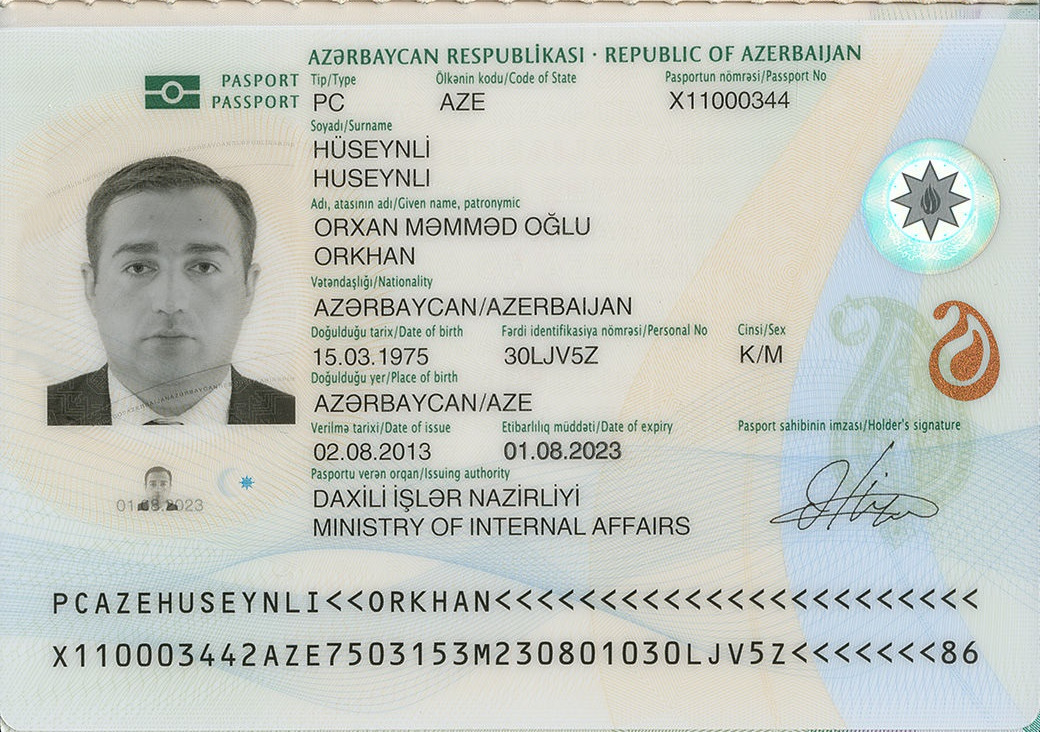 AZƏRBAYCAN RESPUBLİKASI · REPUBLIC OF AZERBAIJAN
PASPORT
PASSPORT
Tip/Type Ölkənin kodu/Code of State Pasportun nömrəsi/Passport No
PC AZE X11000344
Soyadı/Surname
HÜSEYNLİ
HUSEYNLI
Adı, atasının adı/Given name, patronymic
ORXAN MƏMMƏD OĞLU
ORKHAN
Vətəndaşlığı/Nationality
AZƏRBAYCAN/AZERBAIJAN
Doğulduğu tarix/Date of birth Fərdi identifikasiya nömrəsi/Personal No Cinsi/Sex
15.03.1975 30LJV5Z K/M
Doğulduğu yer/Place of birth
AZƏRBAYCAN/AZE
Verilmə tarixi/Date of issue Etibarlılıq müddəti/Date of expiry Pasport sahibinin imzası/Holder's signature
02.08.2013 01.08.2023
Pasportu verən orqan/Issuing authority
DAXİLİ İŞLƏR NAZİRLİYİ
MINISTRY OF INTERNAL AFFAIRS
01.08.2023
PCAZEHUSEYNLI<<ORKHAN<<<<<<<<<<<<<<<<<<<<<<<
X110003442AZE7503153M230801030LJV5Z<<<<<<<86